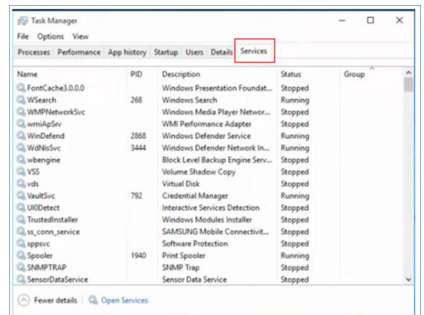 Task Manager
File Options View
Processes Performance App history Startup Users Details Services
Name PID Description Status Group
FontCache3.0.0.0 Windows Presentation Foundat... Stopped
WSearch 268 Windows Search Running
WMPNetworkSvc Windows Media Player Networ... Stopped
wmiApSrv WMI Performance Adapter Stopped
WinDefend 2868 Windows Defender Service Running
WdNisSvc 3444 Windows Defender Network In... Running
wbengine Block Level Backup Engine Serv... Stopped
VSS Volume Shadow Copy Stopped
vds Virtual Disk Stopped
VaultSvc 792 Credential Manager Running
UI0Detect Interactive Services Detection Stopped
TrustedInstaller Windows Modules Installer Stopped
ss_conn_service SAMSUNG Mobile Connectivit... Stopped
sppsvc Software Protection Stopped
Spooler 1940 Print Spooler Running
SNMPTRAP SNMP Trap Stopped
SensorDataService Sensor Data Service Stopped
Fewer details Open Services